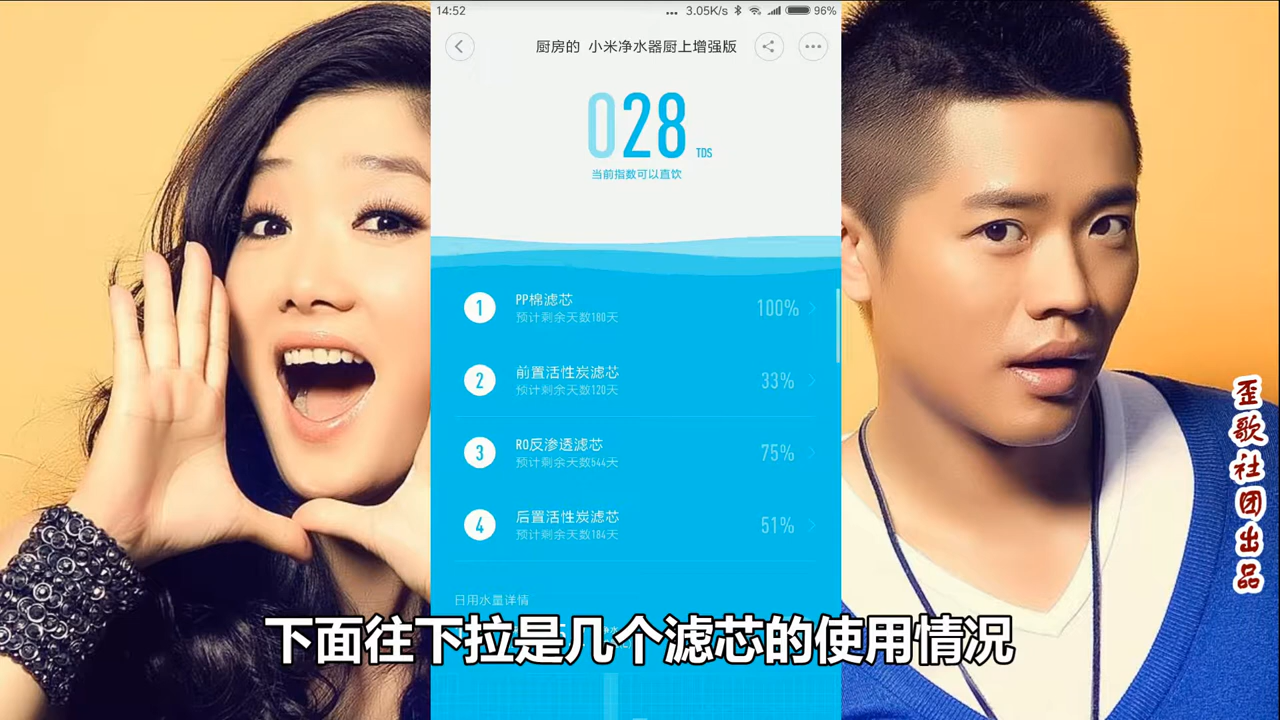 14:52 ... 3.05K/s 96%
厨房的 小米净水器厨上增强版
028 TDS
当前指数可以直饮
1 PP棉滤芯 100%
预计剩余天数180天
2 前置活性炭滤芯 33%
预计剩余天数120天
3 RO反渗透滤芯 75%
预计剩余天数544天
4 后置活性炭滤芯 51%
预计剩余天数184天
日用水量详情
下面往下拉是几个滤芯的使用情况
歪歌社团出品